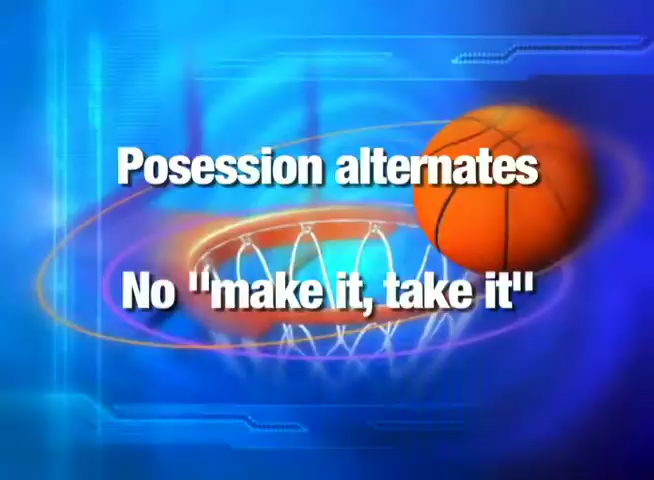 Posession alternates
No "make it, take it"